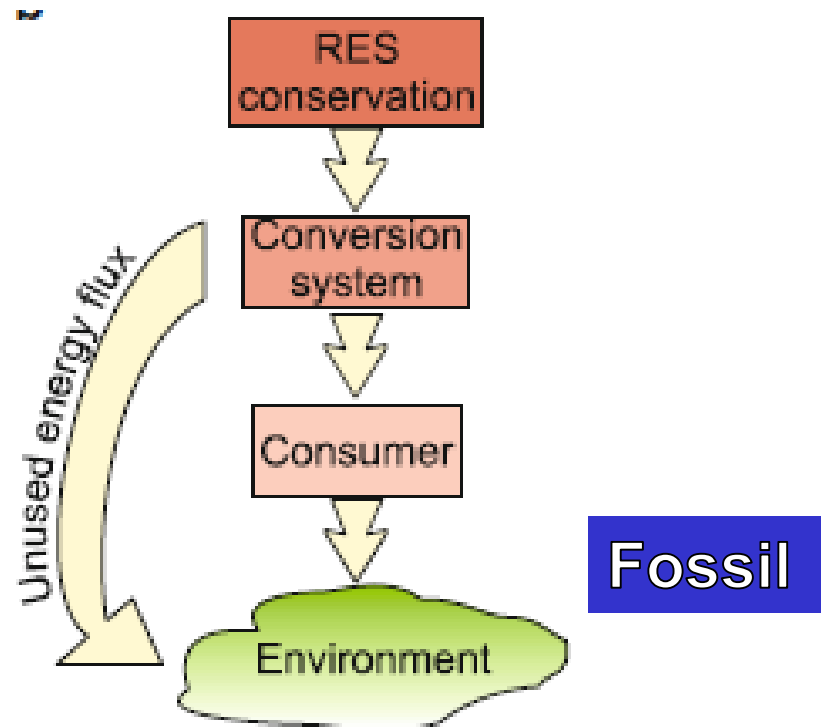 RES
conservation
Conversion
system
Unused energy flux
Consumer
Fossil
Environment